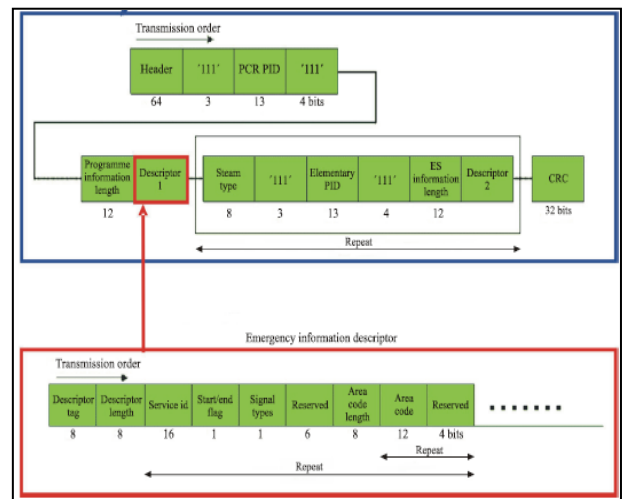 Transmission order
Header '111' PCR PID '111'
64 3 13 4 bits
Programme information length Descriptor 1 Steam type '111' Elementary PID '111' ES information length Descriptor 2 CRC
12 8 3 13 4 12 32 bits
Repeat
Emergency information descriptor
Transmission order
Descriptor tag Descriptor length Service id Start/end flag Signal types Reserved Area code length Area code Reserved
8 8 16 1 1 6 8 12 4 bits
Repeat
Repeat